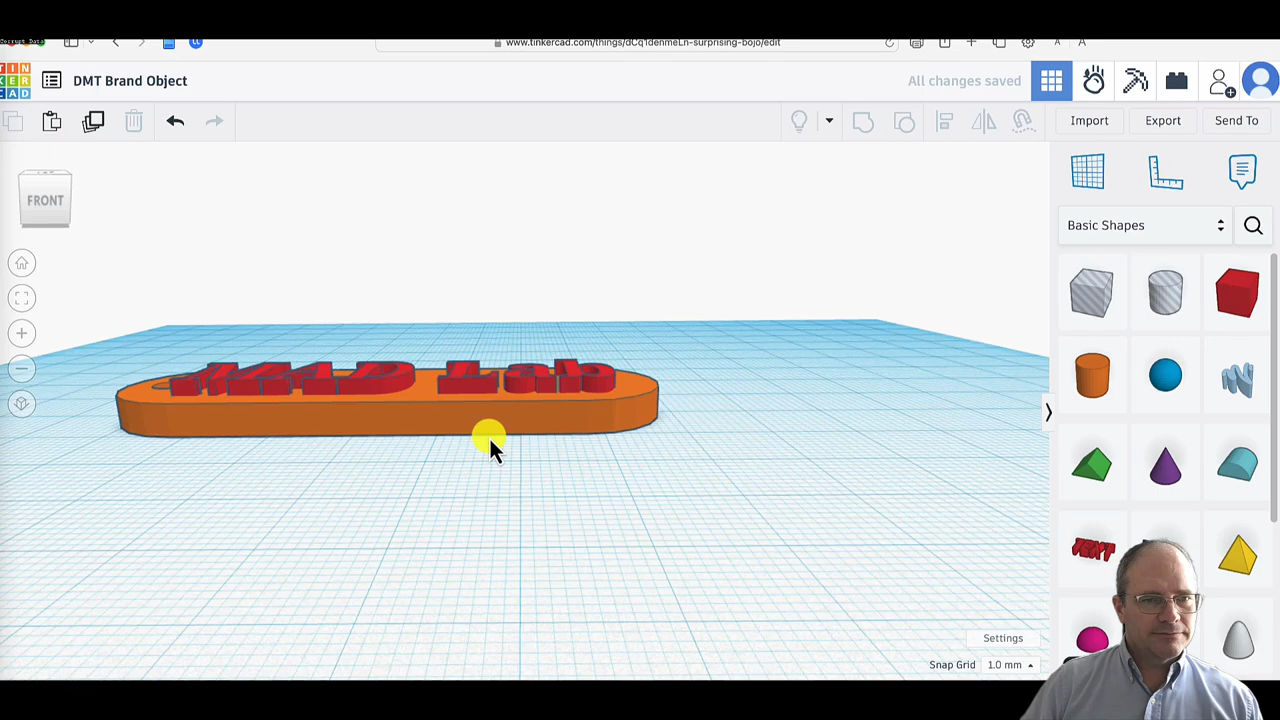 www.tinkercad.com/things/dCq1denmeLn-surprising-bojo/edit
TIN
KER
CAD
DMT Brand Object
All changes saved
Import
Export
Send To
FRONT
Basic Shapes
Lab
TEXT
Settings
Snap Grid
1.0 mm